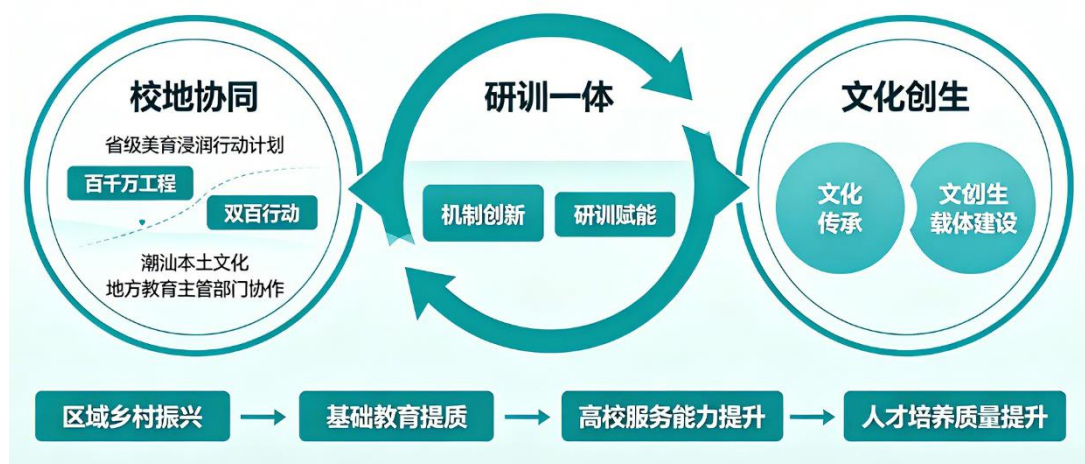 校地协同
省级美育浸润行动计划
百千万工程
双百行动
潮汕本土文化
地方教育主管部门协作
研训一体
机制创新
研训赋能
文化创生
文化
传承
文创生
载体建设
区域乡村振兴
基础教育提质
高校服务能力提升
人才培养质量提升